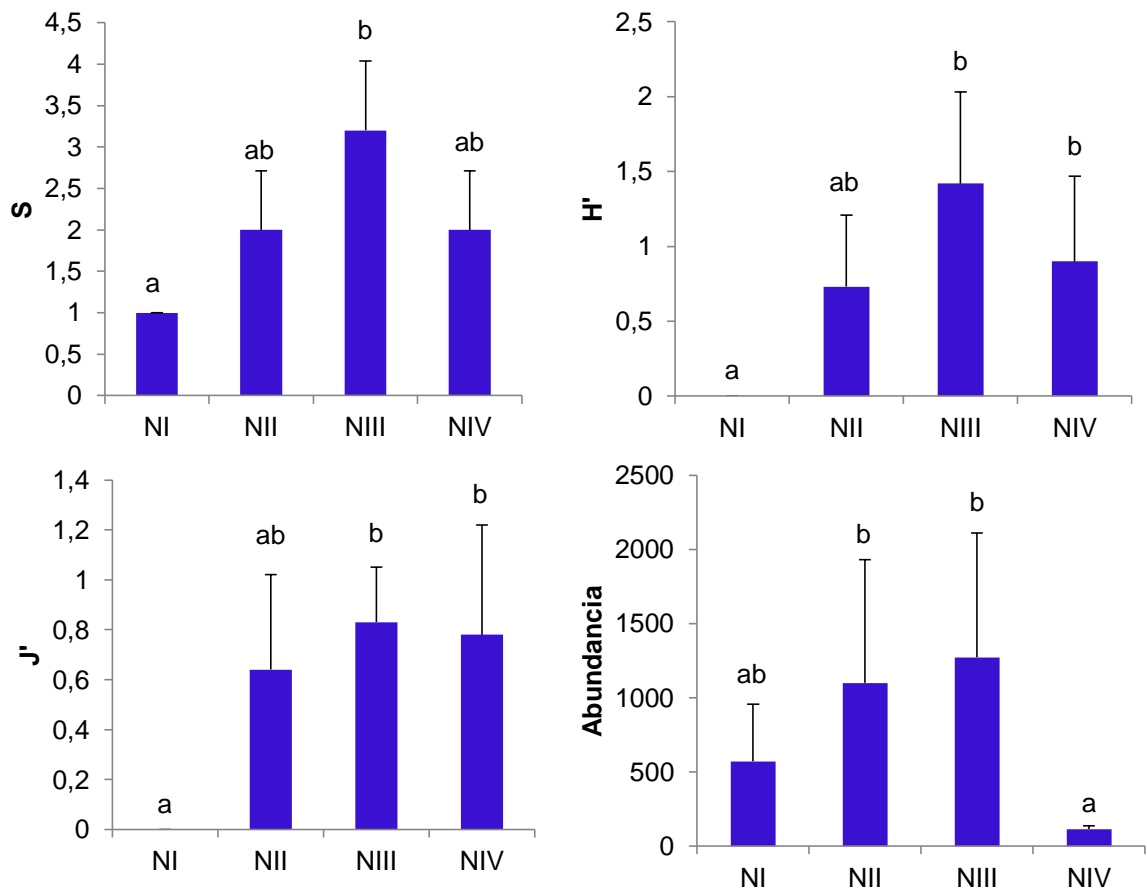 S
4,5
4
3,5
3
2,5
2
1,5
1
0,5
0
a
ab
b
ab
NI NII NIII NIV
H'
2,5
2
1,5
1
0,5
0
a
ab
b
b
NI NII NIII NIV
J'
1,4
1,2
1
0,8
0,6
0,4
0,2
0
a
ab
b
b
NI NII NIII NIV
Abundancia
2500
2000
1500
1000
500
0
ab
b
b
a
NI NII NIII NIV